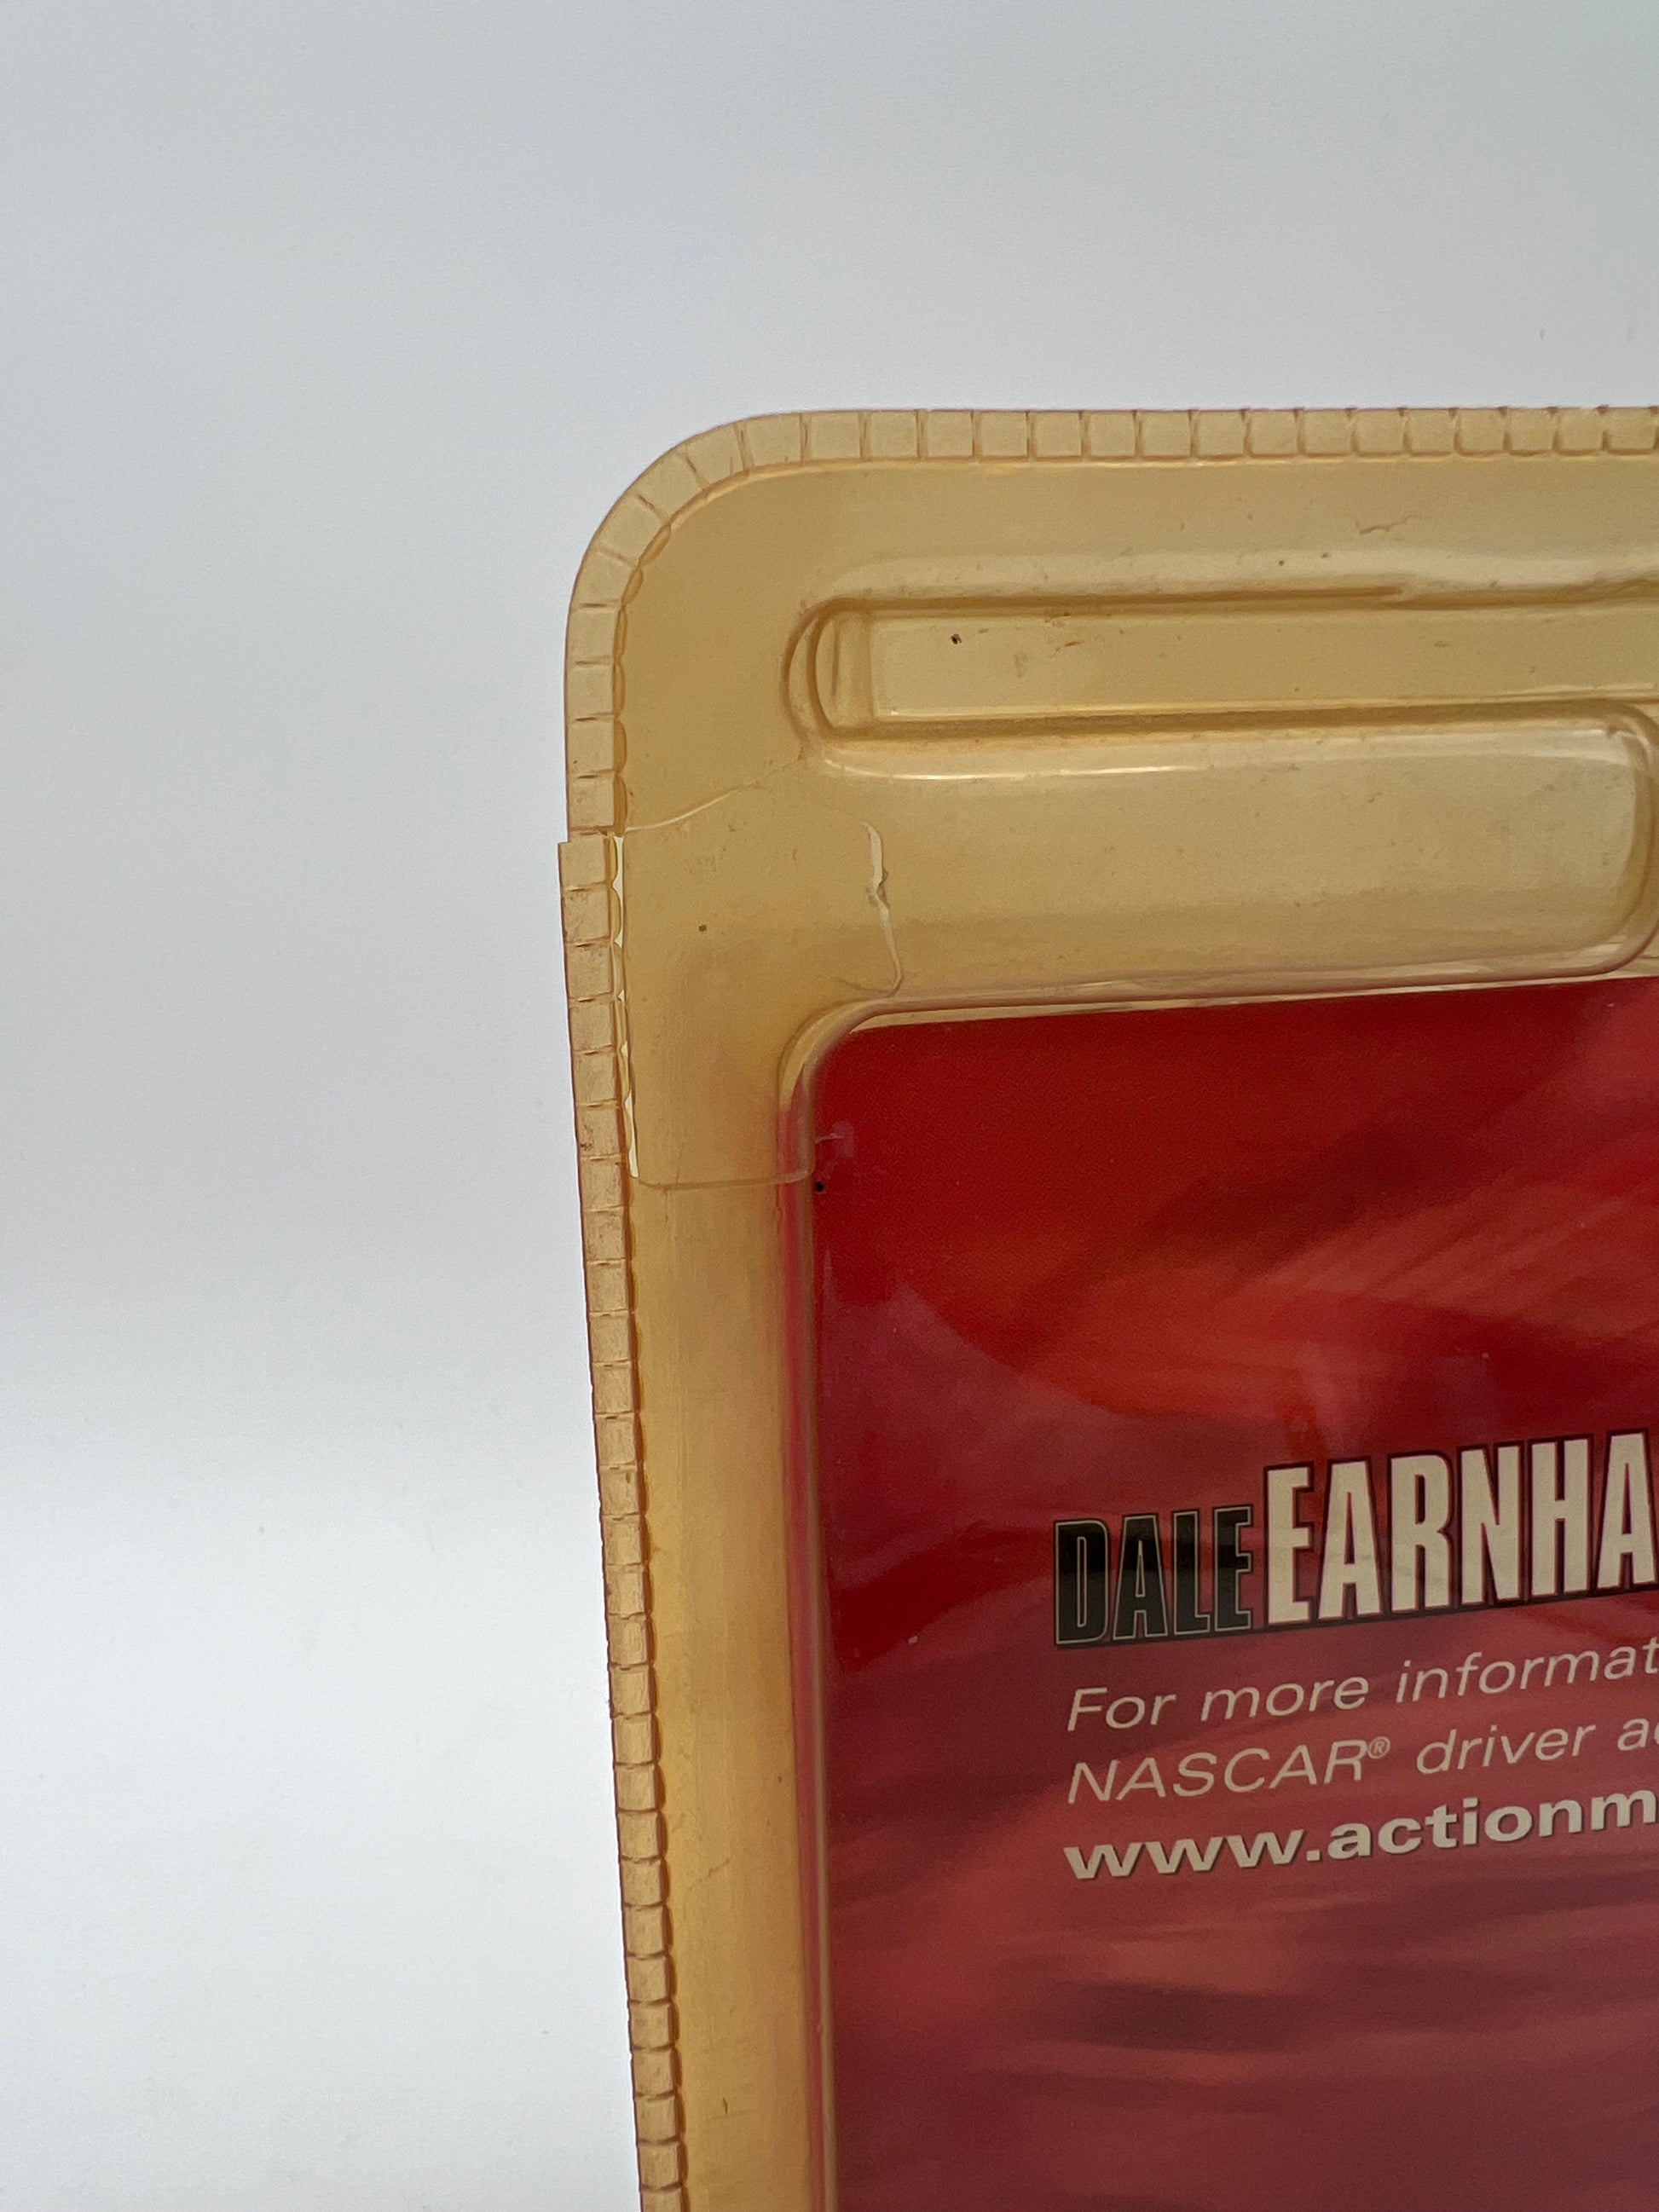 DALE EARNHA
For more informat
NASCAR® driver a
www.actionm